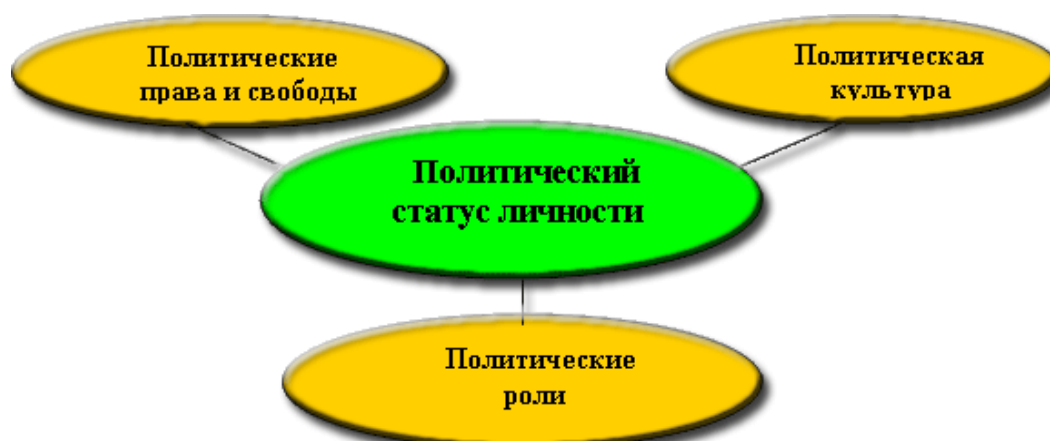 Политические
права и свободы
Политическая
культура
Политический
статус личности
Политические
роли